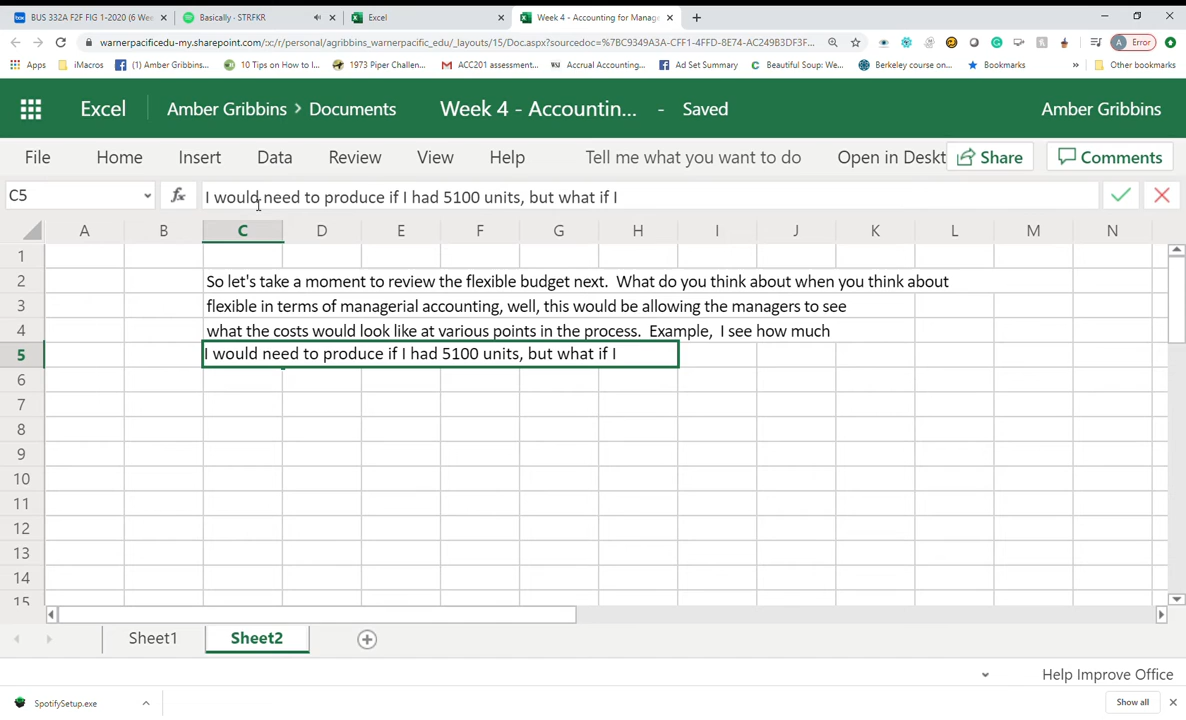 BUS 332A F2F FIG 1-2020 (6 Wee
Basically · STRFKR
Excel
Week 4 - Accounting for Manage
warnerpacificedu-my.sharepoint.com/:x:/r/personal/agribbins_warnerpacific_edu/_layouts/15/Doc.aspx?sourcedoc=%7BC9349A3A-CFF1-4FFD-8E74-AC249B3DF3F...
A Error
Apps
iMacros
(1) Amber Gribbins...
10 Tips on How to I...
1973 Piper Challen...
ACC201 assessment...
Accrual Accounting...
Ad Set Summary
Beautiful Soup: We...
Berkeley course on...
Bookmarks
»
Other bookmarks
Excel
Amber Gribbins > Documents
Week 4 - Accountin... - Saved
Amber Gribbins
File Home Insert Data Review View Help Tell me what you want to do Open in Deskt Share Comments
C5 fx I would need to produce if I had 5100 units, but what if I
A B C D E F G H I J K L M N
1
2 So let's take a moment to review the flexible budget next. What do you think about when you think about
3 flexible in terms of managerial accounting, well, this would be allowing the managers to see
4 what the costs would look like at various points in the process. Example, I see how much
5 I would need to produce if I had 5100 units, but what if I
6
7
8
9
10
11
12
13
14
15
Sheet1 Sheet2
Help Improve Office
SpotifySetup.exe
Show all